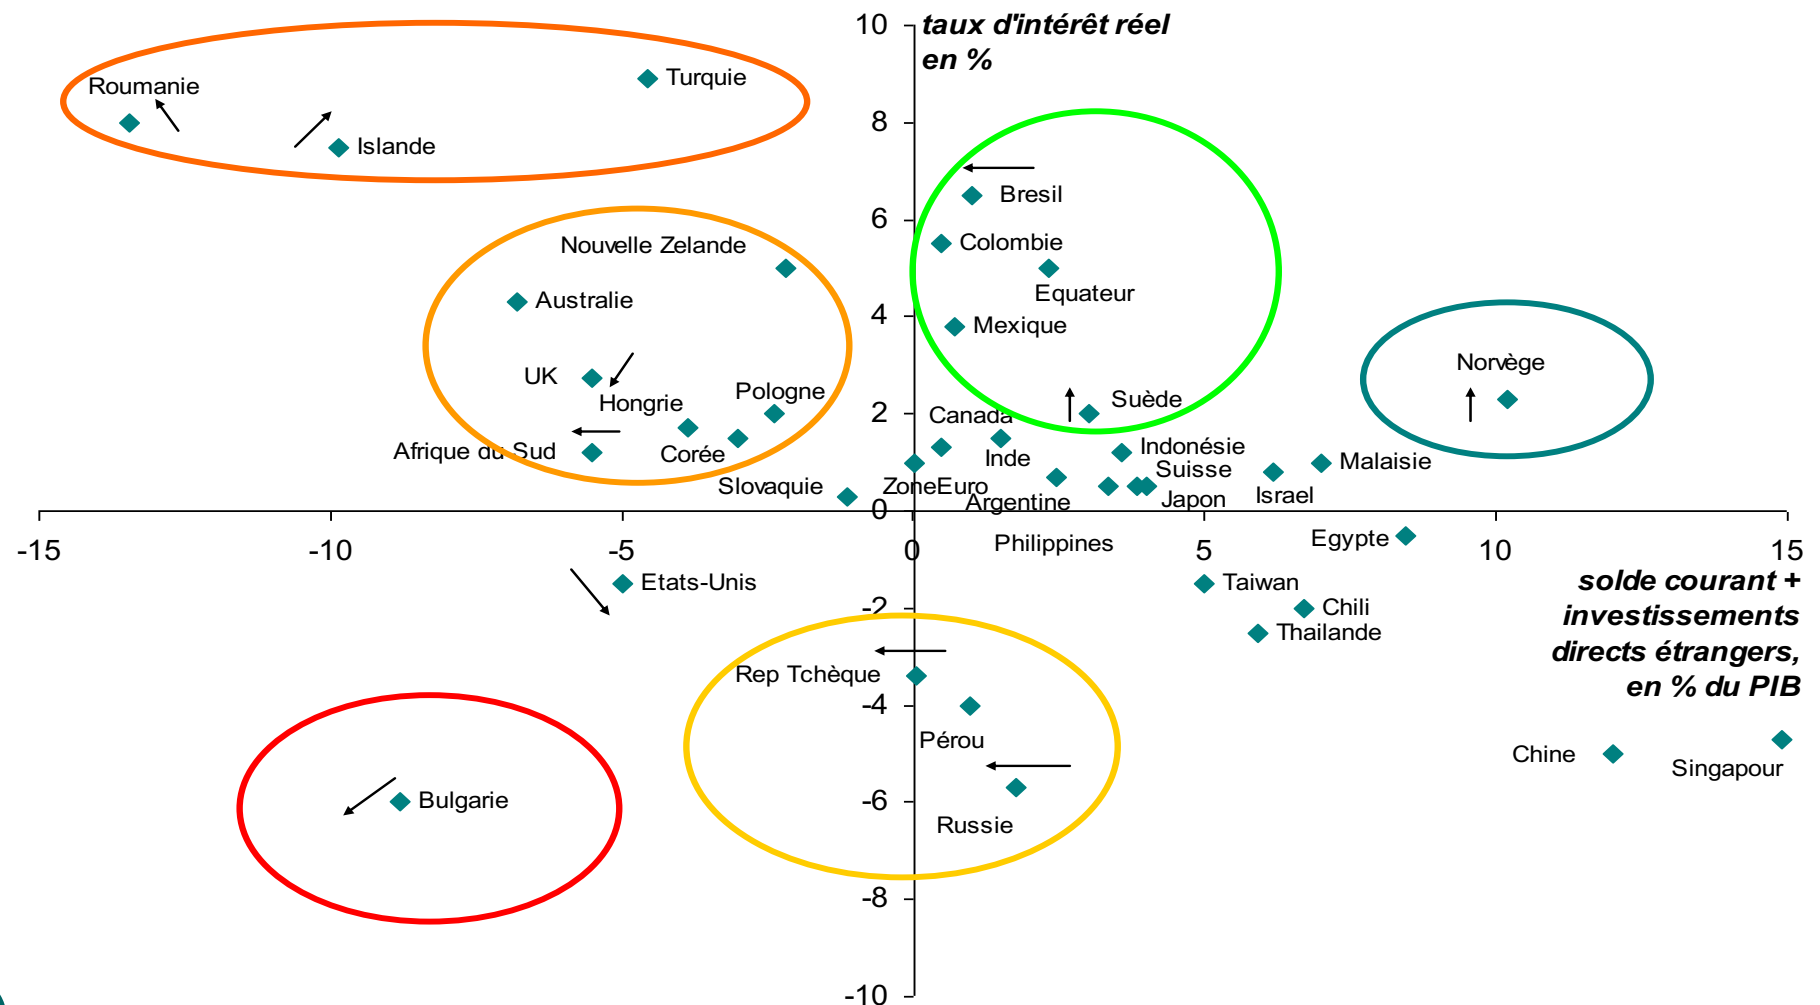 10
taux d'intérêt réel
en %
Roumanie
Turquie
8
Islande
Bresil
6
Nouvelle Zelande
Colombie
Equateur
Australie
4
Mexique
Norvège
UK
Pologne
Hongrie
2
Canada
Suède
Afrique du Sud
Corée
Inde
Indonésie
Suisse
Malaisie
Slovaquie
ZoneEuro
Argentine
Japon
Israel
0
-15
-10
-5
0
5
10
15
Philippines
Egypte
Etats-Unis
Taiwan
solde courant +
investissements
directs étrangers,
en % du PIB
-2
Chili
Thailande
Rep Tchèque
-4
Pérou
Chine
Singapour
-6
Bulgarie
Russie
-8
-10